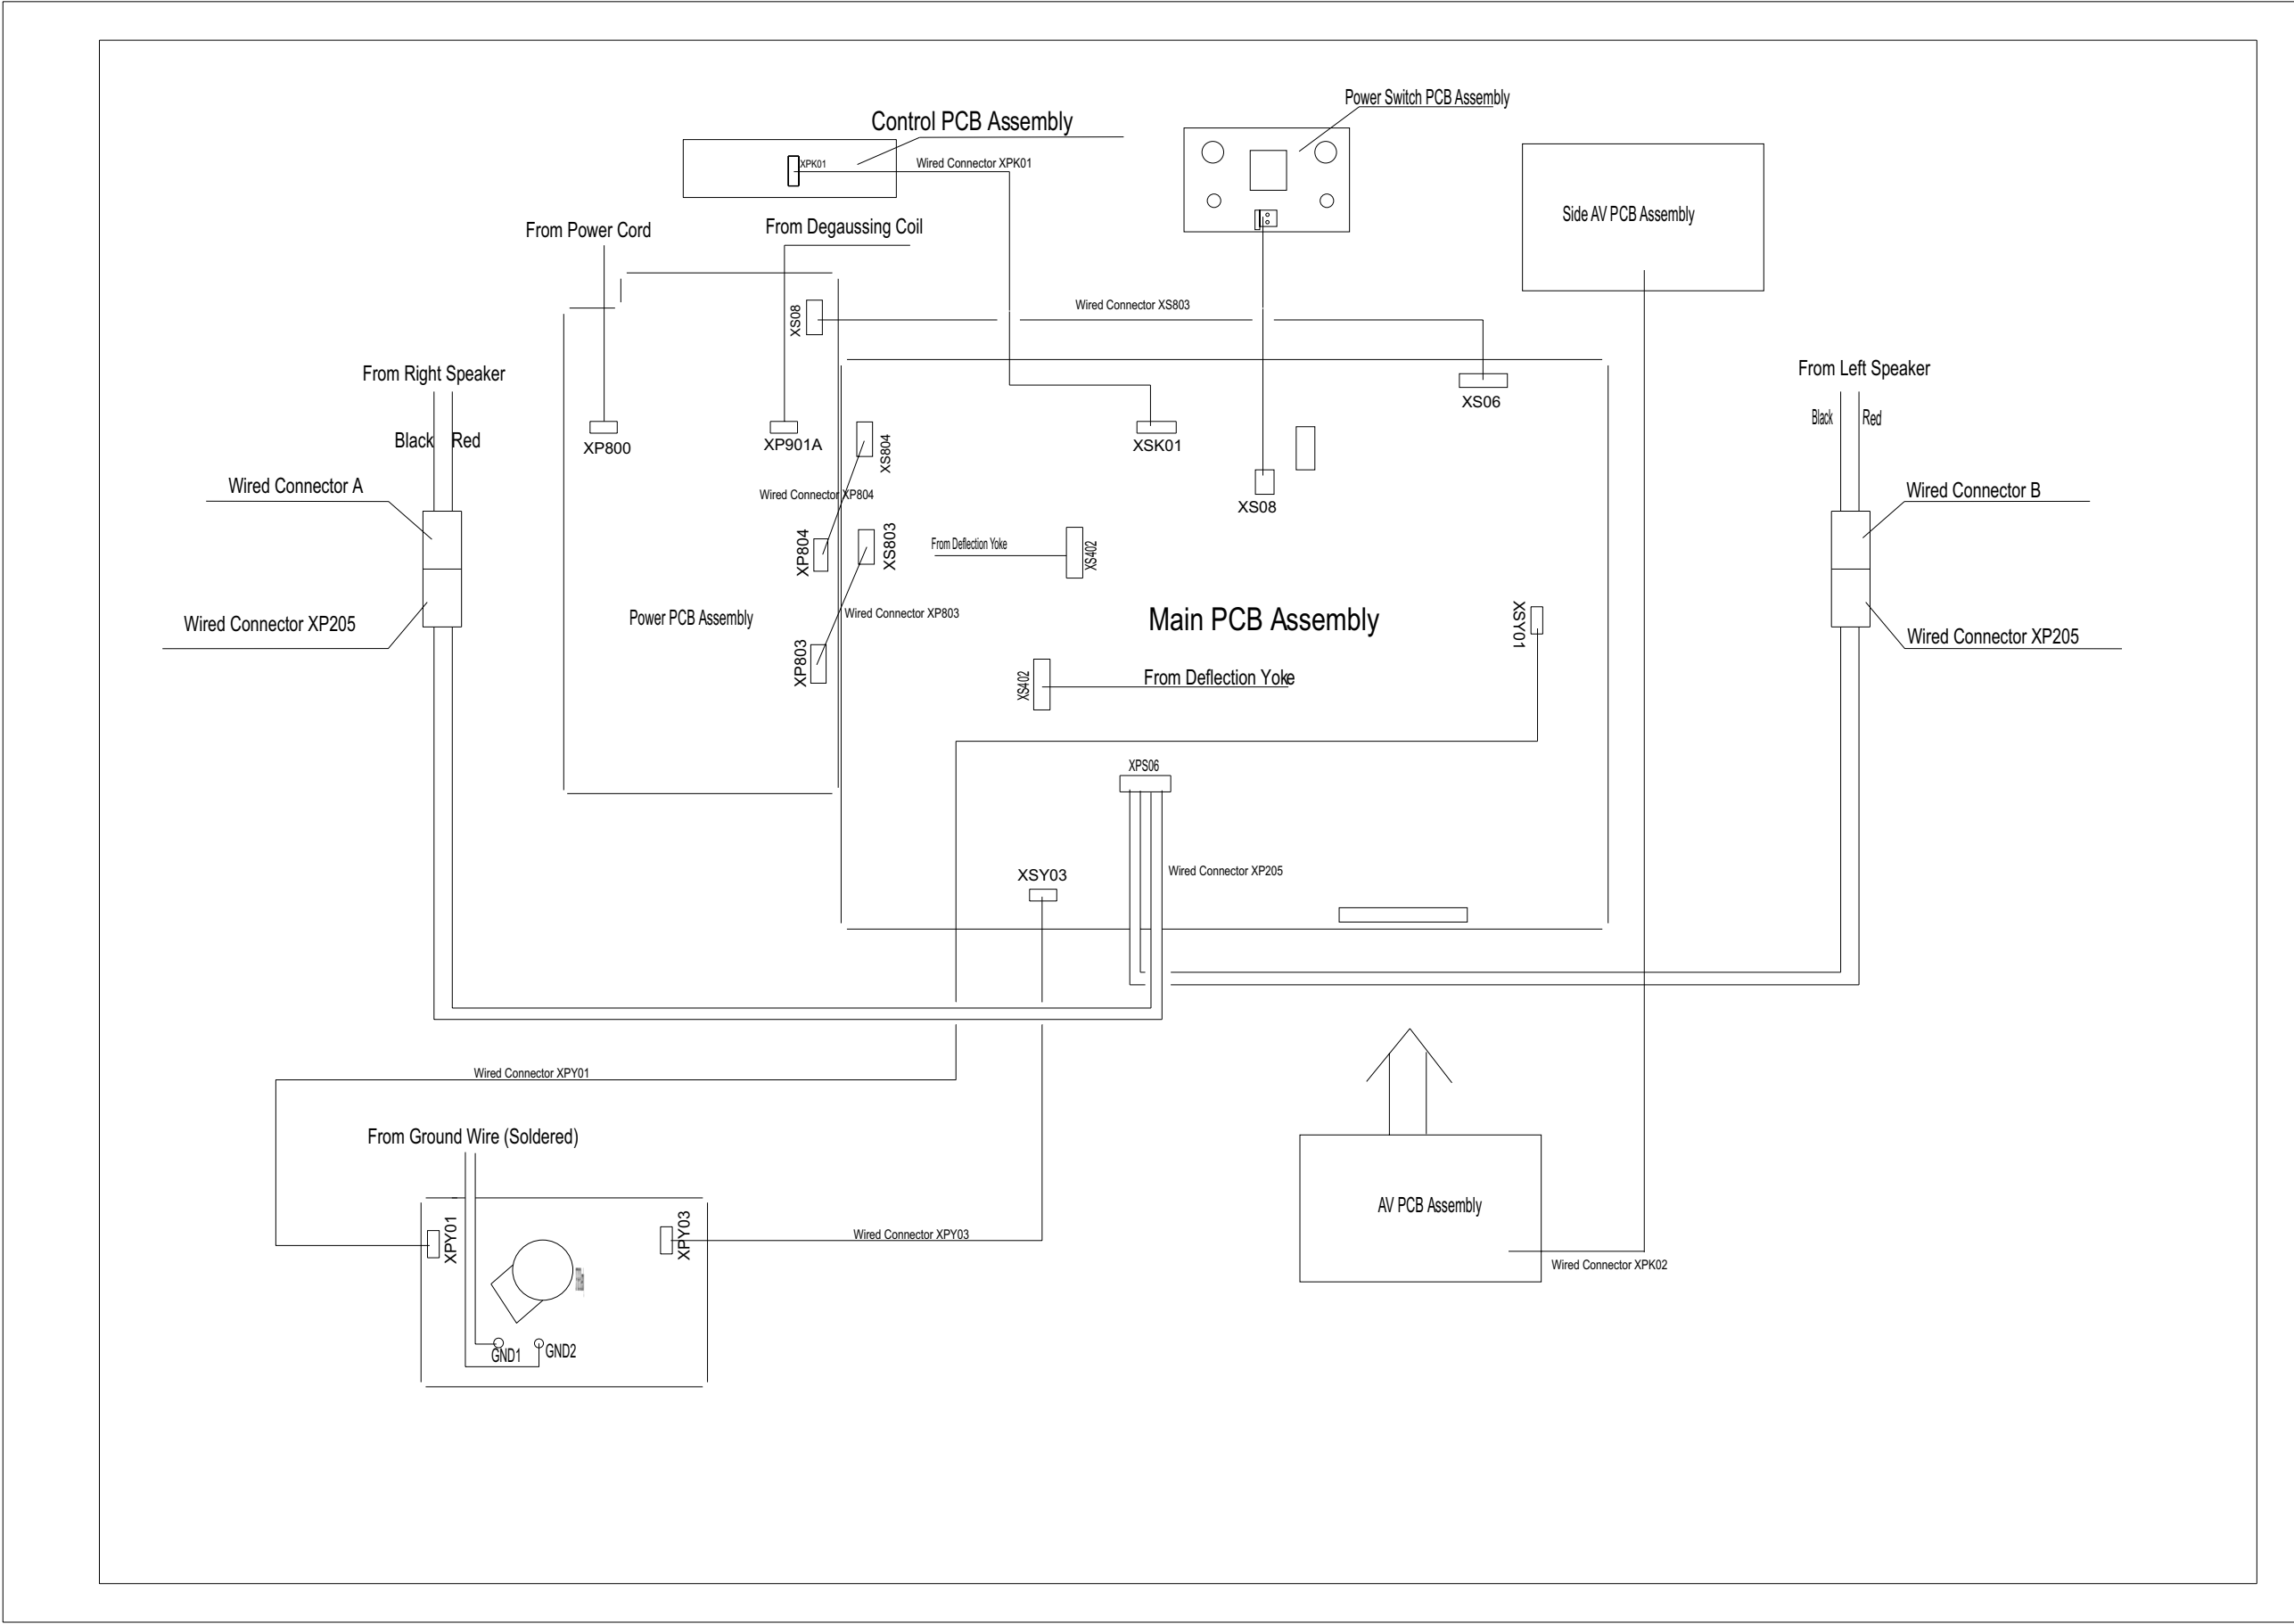 Power Switch PCB Assembly
Control PCB Assembly
XPK01
Wired Connector XPK01
Side AV PCB Assembly
From Power Cord
From Degaussing Coil
XS08
Wired Connector XS803
From Right Speaker
From Left Speaker
XS06
Black
Red
Black
Red
XP800
XP901A
XS804
XSK01
Wired Connector A
Wired Connector XP804
XS08
Wired Connector B
XP804
XS803
From Deflection Yoke
XS402
Wired Connector XP205
Power PCB Assembly
Wired Connector XP803
Main PCB Assembly
XSY01
Wired Connector XP205
XP803
XS402
From Deflection Yoke
XPS06
XSY03
Wired Connector XP205
Wired Connector XPY01
From Ground Wire (Soldered)
XPY01
XPY03
Wired Connector XPY03
AV PCB Assembly
Wired Connector XPK02
GND1
GND2